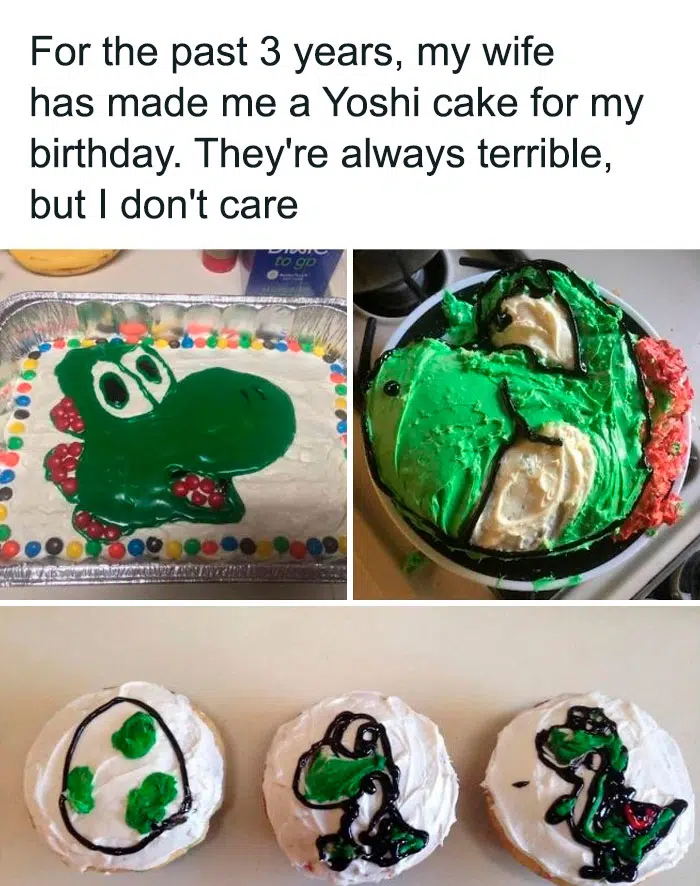 For the past 3 years, my wife
has made me a Yoshi cake for my
birthday. They're always terrible,
but I don't care
to go